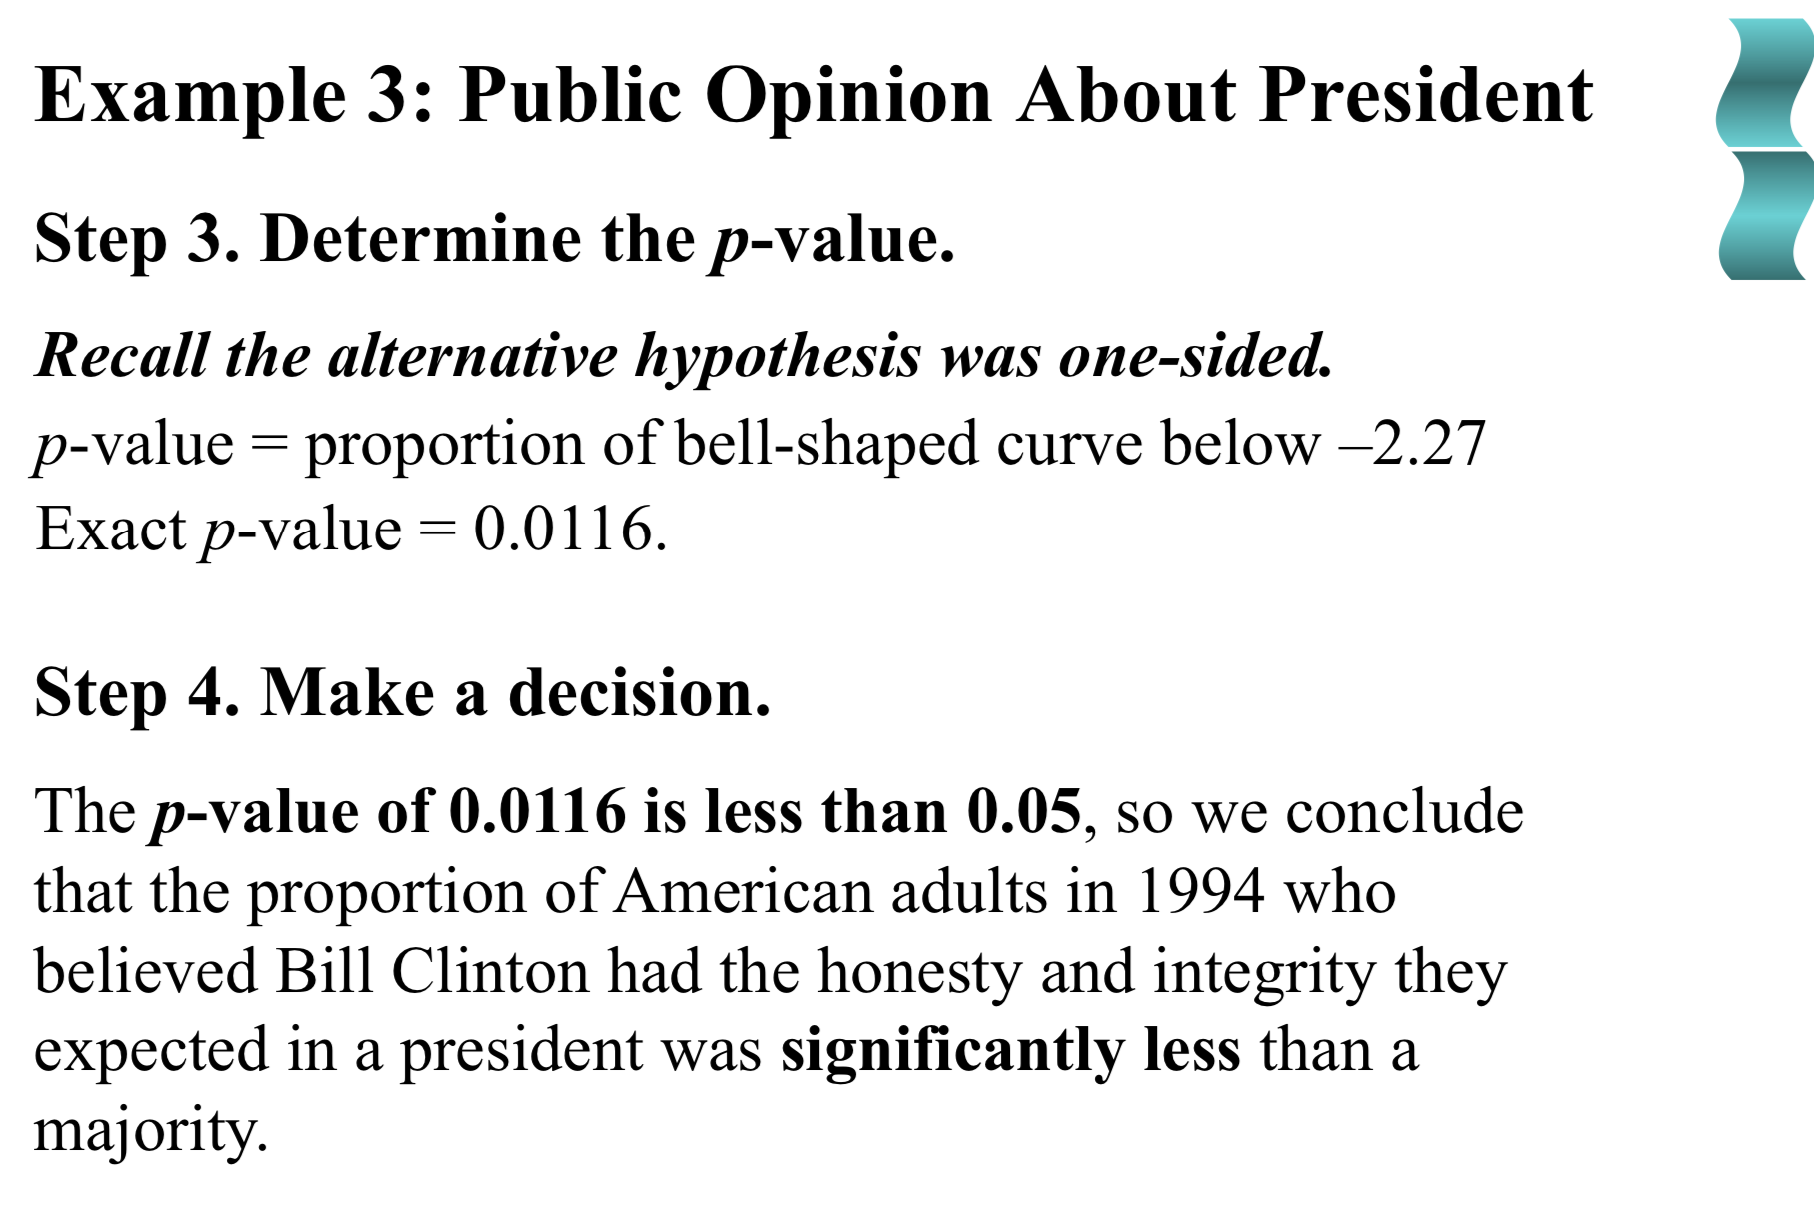 Example 3: Public Opinion About President
Step 3. Determine the p-value.
Recall the alternative hypothesis was one-sided.
p-value = proportion of bell-shaped curve below –2.27
Exact p-value = 0.0116.
Step 4. Make a decision.
The p-value of 0.0116 is less than 0.05, so we conclude
that the proportion of American adults in 1994 who
believed Bill Clinton had the honesty and integrity they
expected in a president was significantly less than a
majority.